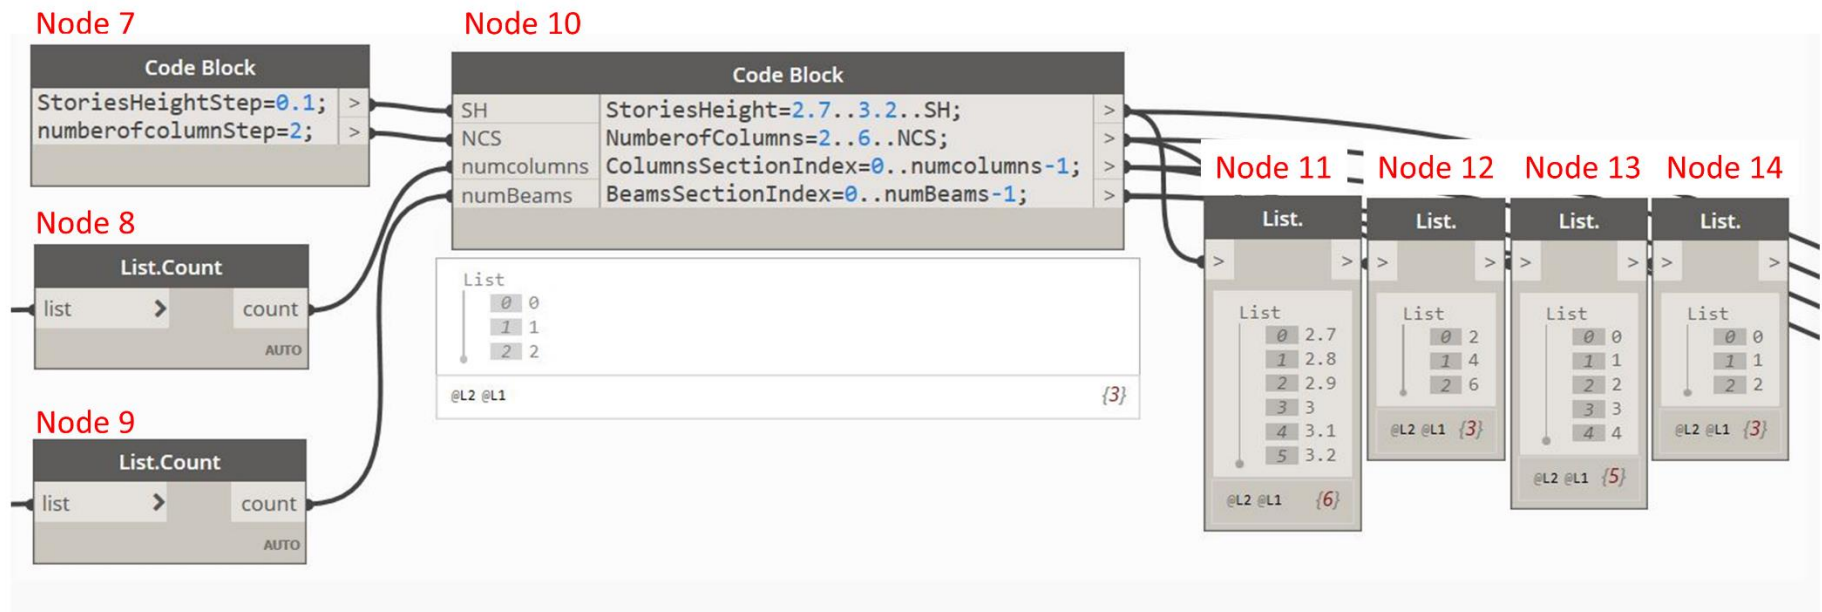 Node 7
Code Block
StoriesHeightStep=0.1; >
numberofcolumnStep=2; >
Node 8
List.Count
list > count
AUTO
Node 9
List.Count
list > count
AUTO
Node 10
Code Block
SH StoriesHeight=2.7..3.2..SH; >
NCS NumberofColumns=2..6..NCS; >
numcolumns ColumnsSectionIndex=0..numcolumns-1; >
numBeams BeamsSectionIndex=0..numBeams-1; >
List
0 0
1 1
2 2
@L2 @L1 {3}
Node 11
List.
> >
List
0 2.7
1 2.8
2 2.9
3 3
4 3.1
5 3.2
@L2 @L1 {6}
Node 12
List.
> >
List
0 2
1 4
2 6
@L2 @L1 {3}
Node 13
List.
> >
List
0 0
1 1
2 2
3 3
4 4
@L2 @L1 {5}
Node 14
List.
> >
List
0 0
1 1
2 2
@L2 @L1 {3}